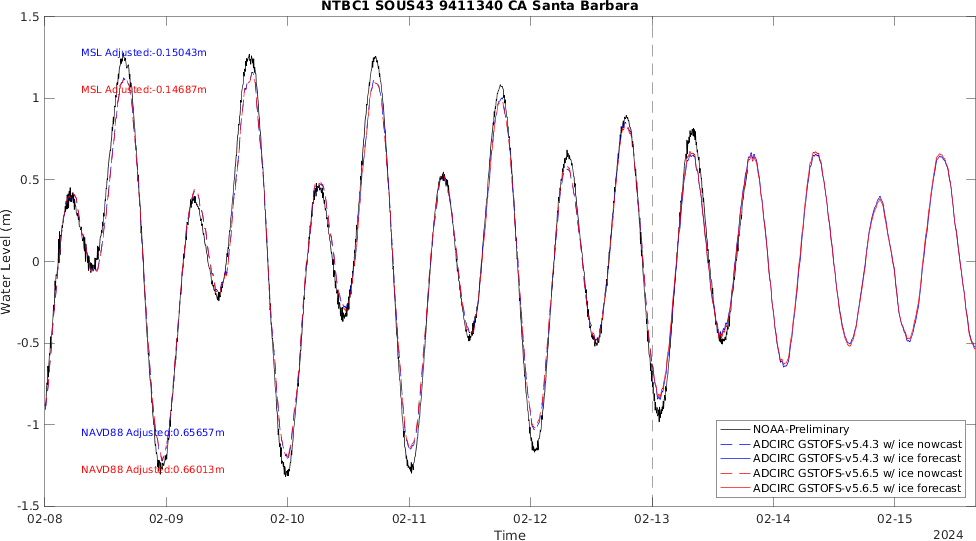 NTBC1 SOUS43 9411340 CA Santa Barbara
1.5
1
0.5
0
-0.5
-1
-1.5
Water Level (m)
MSL Adjusted:-0.15043m
MSL Adjusted:-0.14687m
NAVD88 Adjusted:0.65657m
NAVD88 Adjusted:0.66013m
NOAA-Preliminary
ADCIRC GSTOFS-v5.4.3 w/ ice nowcast
ADCIRC GSTOFS-v5.4.3 w/ ice forecast
ADCIRC GSTOFS-v5.6.5 w/ ice nowcast
ADCIRC GSTOFS-v5.6.5 w/ ice forecast
02-08 02-09 02-10 02-11 02-12 02-13 02-14 02-15
Time
2024